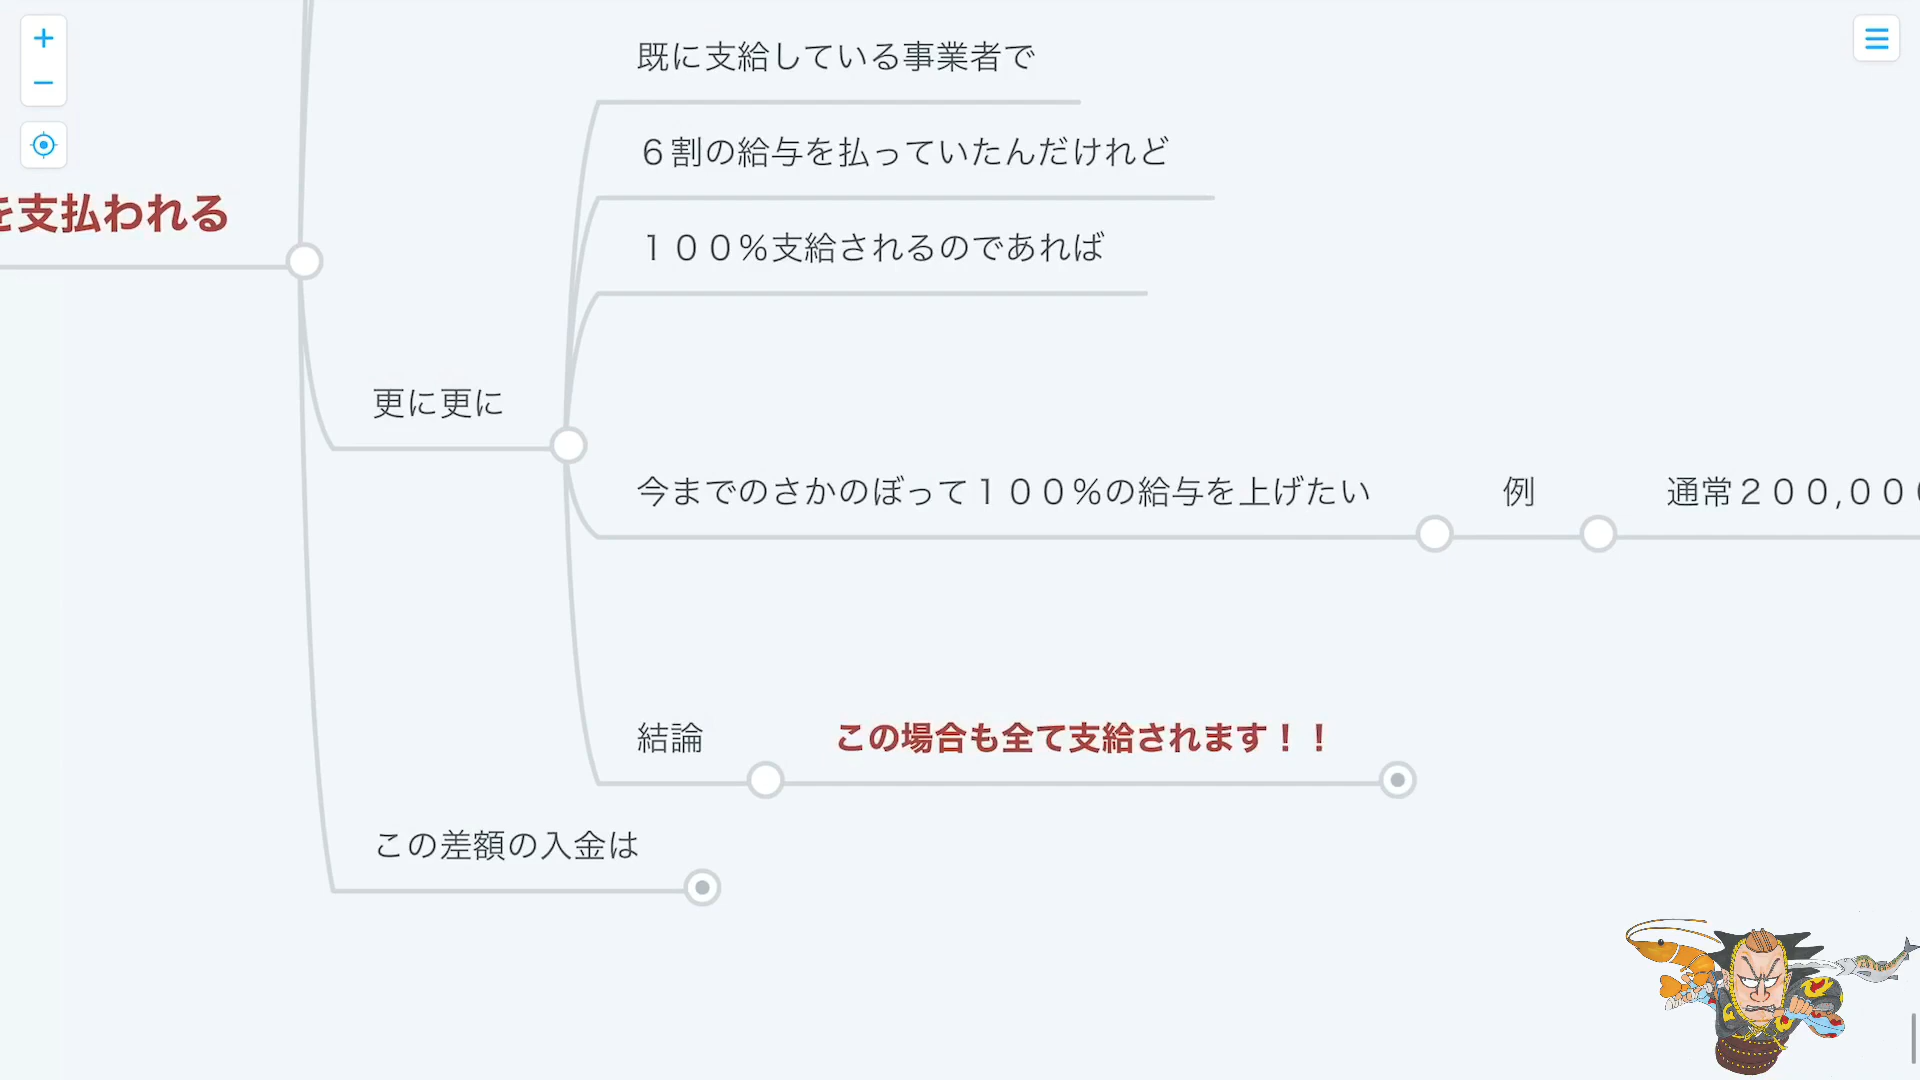 既に支給している事業者で
６割の給与を払っていたんだけれど
を支払われる
１００％支給されるのであれば
更に更に
今までのさかのぼって１００％の給与を上げたい
例
通常２００,０００
結論
この場合も全て支給されます！！
この差額の入金は